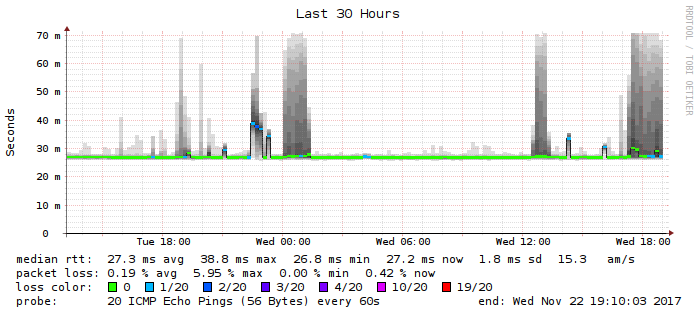 Last 30 Hours
RRDTOOL / TOBI OETIKER
Seconds
70 m
60 m
50 m
40 m
30 m
20 m
10 m
0
Tue 18:00 Wed 00:00 Wed 06:00 Wed 12:00 Wed 18:00
median rtt: 27.3 ms avg 38.8 ms max 26.8 ms min 27.2 ms now 1.8 ms sd 15.3 am/s
packet loss: 0.19 % avg 5.95 % max 0.00 % min 0.42 % now
loss color: 0 1/20 2/20 3/20 4/20 10/20 19/20
probe: 20 ICMP Echo Pings (56 Bytes) every 60s end: Wed Nov 22 19:10:03 2017